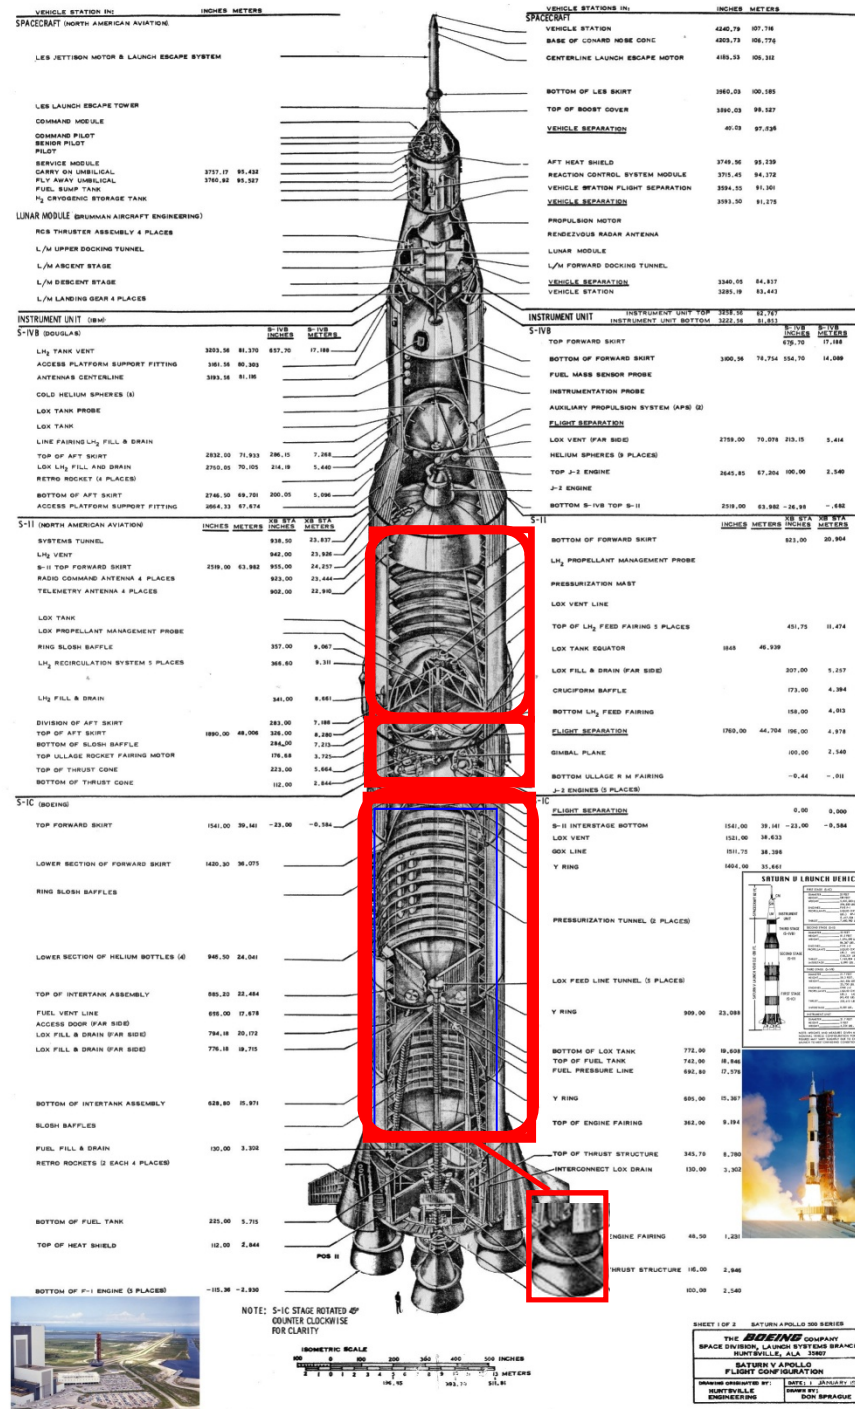 VEHICLE STATION IN: INCHES METERS
SPACECRAFT (NORTH AMERICAN AVIATION)
LES JETTISON MOTOR & LAUNCH ESCAPE SYSTEM
LES LAUNCH ESCAPE TOWER
COMMAND MODULE
COMMAND PILOT
SENIOR PILOT
PILOT
SERVICE MODULE
CARRY ON UMBILICAL 3757.17 95.432
FLY AWAY UMBILICAL 3760.92 95.527
FUEL SUMP TANK
H2 CRYOGENIC STORAGE TANK
LUNAR MODULE (GRUMMAN AIRCRAFT ENGINEERING)
RCS THRUSTER ASSEMBLY 4 PLACES
L/M UPPER DOCKING TUNNEL
L/M ASCENT STAGE
L/M DESCENT STAGE
L/M LANDING GEAR 4 PLACES
INSTRUMENT UNIT (IBM)
S-IVB (DOUGLAS) S-IVB INCHES S-IVB METERS
LH2 TANK VENT 3203.56 81.370 657.70 17.186
ACCESS PLATFORM SUPPORT FITTING 3161.56 80.303
ANTENNAS CENTERLINE 3193.56 81.116
COLD HELIUM SPHERES (6)
LOX TANK PROBE
LOX TANK
LINE FAIRING LH2 FILL & DRAIN
TOP OF AFT SKIRT 2832.00 71.933 286.15 7.268
LOX LH2 FILL AND DRAIN 2750.05 70.105 214.19 5.440
RETRO ROCKET (4 PLACES)
BOTTOM OF AFT SKIRT 2746.50 69.701 200.05 5.096
ACCESS PLATFORM SUPPORT FITTING 2664.33 67.674
S-II (NORTH AMERICAN AVIATION) INCHES METERS XB STA INCHES XB STA METERS
SYSTEMS TUNNEL 938.50 23.837
LH2 VENT 942.00 23.926
S-II TOP FORWARD SKIRT 2519.00 63.982 955.00 24.257
RADIO COMMAND ANTENNA 4 PLACES 923.00 23.444
TELEMETRY ANTENNA 4 PLACES 902.00 22.910
LOX TANK
LOX PROPELLANT MANAGEMENT PROBE
RING SLOSH BAFFLE 357.00 9.067
LH2 RECIRCULATION SYSTEM 5 PLACES 366.60 9.311
LH2 FILL & DRAIN 341.00 8.661
DIVISION OF AFT SKIRT 283.00 7.188
TOP OF AFT SKIRT 1890.00 48.006 326.00 8.280
BOTTOM OF SLOSH BAFFLE 284.00 7.213
TOP ULLAGE ROCKET FAIRING MOTOR 176.68 3.725
TOP OF THRUST CONE 223.00 5.664
BOTTOM OF THRUST CONE 112.00 2.844
S-IC (BOEING)
TOP FORWARD SKIRT 1541.00 39.141 -23.00 -0.584
LOWER SECTION OF FORWARD SKIRT 1420.30 36.075
RING SLOSH BAFFLES
LOWER SECTION OF HELIUM BOTTLES (4) 946.50 24.041
TOP OF INTERTANK ASSEMBLY 885.20 22.484
FUEL VENT LINE 696.00 17.678
ACCESS DOOR (FAR SIDE)
LOX FILL & DRAIN (FAR SIDE) 794.18 20.172
LOX FILL & DRAIN (FAR SIDE) 776.18 19.715
BOTTOM OF INTERTANK ASSEMBLY 628.80 15.971
SLOSH BAFFLES
FUEL FILL & DRAIN 130.00 3.302
RETRO ROCKETS (2 EACH 4 PLACES)
BOTTOM OF FUEL TANK 225.00 5.715
TOP OF HEAT SHIELD 112.00 2.844
POS II
BOTTOM OF F-1 ENGINE (5 PLACES) -115.36 -2.930
NOTE: S-IC STAGE ROTATED 45°
COUNTER CLOCKWISE
FOR CLARITY
ISOMETRIC SCALE
INCHES
METERS
VEHICLE STATIONS IN: INCHES METERS
SPACECRAFT
VEHICLE STATION 4240.79 107.716
BASE OF CONARD NOSE CONE 4203.73 106.774
CENTERLINE LAUNCH ESCAPE MOTOR 4185.53 105.312
BOTTOM OF LES SKIRT 3960.03 100.585
TOP OF BOOST COVER 3890.03 99.527
VEHICLE SEPARATION
AFT HEAT SHIELD 3749.56 95.239
REACTION CONTROL SYSTEM MODULE 3715.45 94.372
VEHICLE STATION FLIGHT SEPARATION 3594.55 91.301
VEHICLE SEPARATION 3593.50 91.275
PROPULSION MOTOR
RENDEZVOUS RADAR ANTENNA
LUNAR MODULE
L/M FORWARD DOCKING TUNNEL
VEHICLE SEPARATION 3340.05 84.837
VEHICLE STATION 3285.19 83.443
INSTRUMENT UNIT INSTRUMENT UNIT TOP 3258.56 82.767
INSTRUMENT UNIT BOTTOM 3222.56 81.853
S-IVB S-IVB INCHES S-IVB METERS
TOP FORWARD SKIRT 676.70 17.188
BOTTOM OF FORWARD SKIRT 3100.56 78.754 554.70 14.089
FUEL MASS SENSOR PROBE
INSTRUMENTATION PROBE
AUXILIARY PROPULSION SYSTEM (APS) (2)
FLIGHT SEPARATION
LOX VENT (FAR SIDE) 2759.00 70.078 213.15 5.414
HELIUM SPHERES (9 PLACES)
TOP J-2 ENGINE 2645.85 67.204 100.00 2.540
J-2 ENGINE
BOTTOM S-IVB TOP S-II 2519.00 63.982 -26.98 -.682
S-II INCHES METERS XB STA INCHES XB STA METERS
BOTTOM OF FORWARD SKIRT 823.00 20.904
LH2 PROPELLANT MANAGEMENT PROBE
PRESSURIZATION MAST
LOX VENT LINE
TOP OF LH2 FEED FAIRING 5 PLACES 451.75 11.474
LOX TANK EQUATOR 1848 46.939
LOX FILL & DRAIN (FAR SIDE) 207.00 5.257
CRUCIFORM BAFFLE 173.00 4.394
BOTTOM LH2 FEED FAIRING 158.00 4.013
FLIGHT SEPARATION 1760.00 44.704 196.00 4.978
GIMBAL PLANE 100.00 2.540
BOTTOM ULLAGE R M FAIRING -0.44 -.011
J-2 ENGINES (5 PLACES)
S-IC
FLIGHT SEPARATION 0.00 0.000
S-II INTERSTAGE BOTTOM 1541.00 39.141 -23.00 -0.584
LOX VENT 1521.00 38.633
GOX LINE 1511.75 38.398
Y RING 1404.00 35.661
PRESSURIZATION TUNNEL (2 PLACES)
LOX FEED LINE TUNNEL (5 PLACES)
Y RING 909.00 23.088
BOTTOM OF LOX TANK 772.00 19.608
TOP OF FUEL TANK 742.00 18.846
FUEL PRESSURE LINE 692.80 17.576
Y RING 605.00 15.367
TOP OF ENGINE FAIRING 362.00 9.194
TOP OF THRUST STRUCTURE 345.70 8.780
INTERCONNECT LOX DRAIN 130.00 3.302
ENGINE FAIRING 48.50 1.231
THRUST STRUCTURE 116.00 2.946
100.00 2.540
SATURN V LAUNCH VEHIC
SHEET 1 OF 2 SATURN APOLLO 500 SERIES
THE BOEING COMPANY
SPACE DIVISION, LAUNCH SYSTEMS BRANCH
HUNTSVILLE, ALA 35807
SATURN V APOLLO
FLIGHT CONFIGURATION
DRAWING ORIGINATED BY: HUNTSVILLE ENGINEERING
DATE: 1 JANUARY
DRAWN BY: DON SPRAGUE